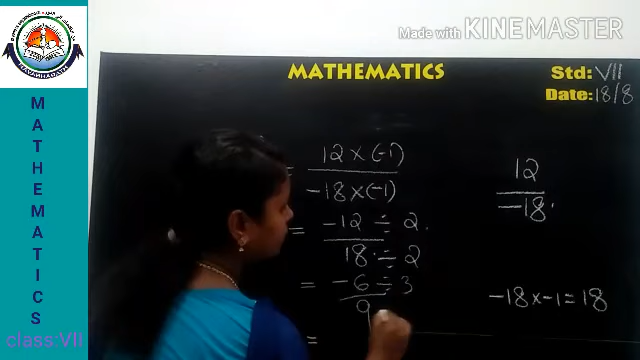 Made with KINEMASTER
MATHEMATICS
Std: VII
Date: 18/8
M
A
T
H
E
M
A
T
I
C
S
class:VII
= 12 × (-1)
-18 × (-1)
= -12 ÷ 2
18 ÷ 2
= -6 ÷ 3
9
=
12
-18
-18 × -1 = 18